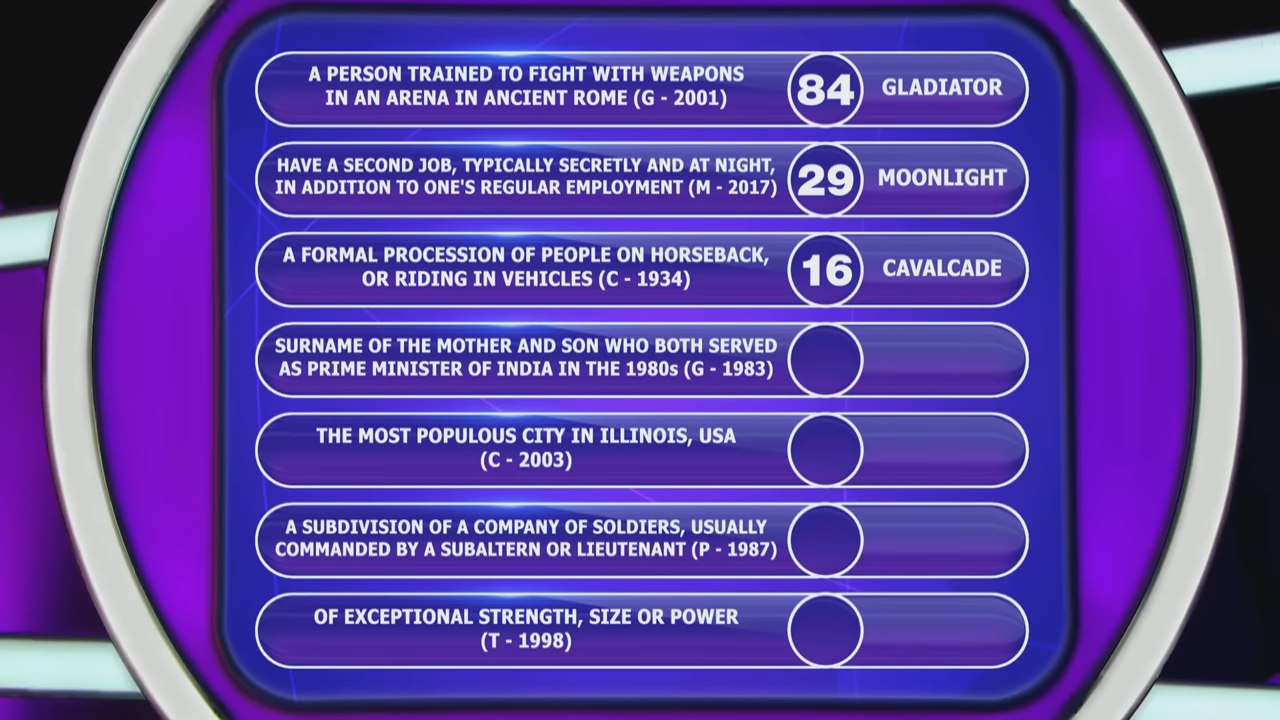 A PERSON TRAINED TO FIGHT WITH WEAPONS
IN AN ARENA IN ANCIENT ROME (G - 2001)
84
GLADIATOR
HAVE A SECOND JOB, TYPICALLY SECRETLY AND AT NIGHT,
IN ADDITION TO ONE'S REGULAR EMPLOYMENT (M - 2017)
29
MOONLIGHT
A FORMAL PROCESSION OF PEOPLE ON HORSEBACK,
OR RIDING IN VEHICLES (C - 1934)
16
CAVALCADE
SURNAME OF THE MOTHER AND SON WHO BOTH SERVED
AS PRIME MINISTER OF INDIA IN THE 1980s (G - 1983)
THE MOST POPULOUS CITY IN ILLINOIS, USA
(C - 2003)
A SUBDIVISION OF A COMPANY OF SOLDIERS, USUALLY
COMMANDED BY A SUBALTERN OR LIEUTENANT (P - 1987)
OF EXCEPTIONAL STRENGTH, SIZE OR POWER
(T - 1998)